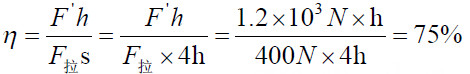 η = F'h / F拉s = F'h / F拉×4h = 1.2×10³N×h / 400N×4h = 75%